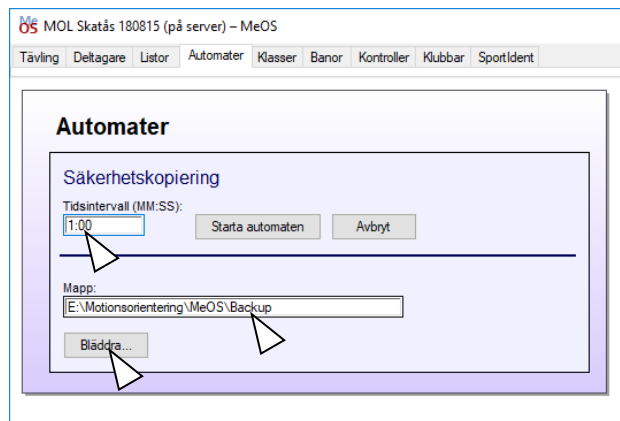 MeOS MOL Skatås 180815 (på server) – MeOS
Tävling Deltagare Listor Automater Klasser Banor Kontroller Klubbar SportIdent
Automater
Säkerhetskopiering
Tidsintervall (MM:SS):
1:00 Starta automaten Avbryt
Mapp:
E:\Motionsorientering\MeOS\Backup
Bläddra...